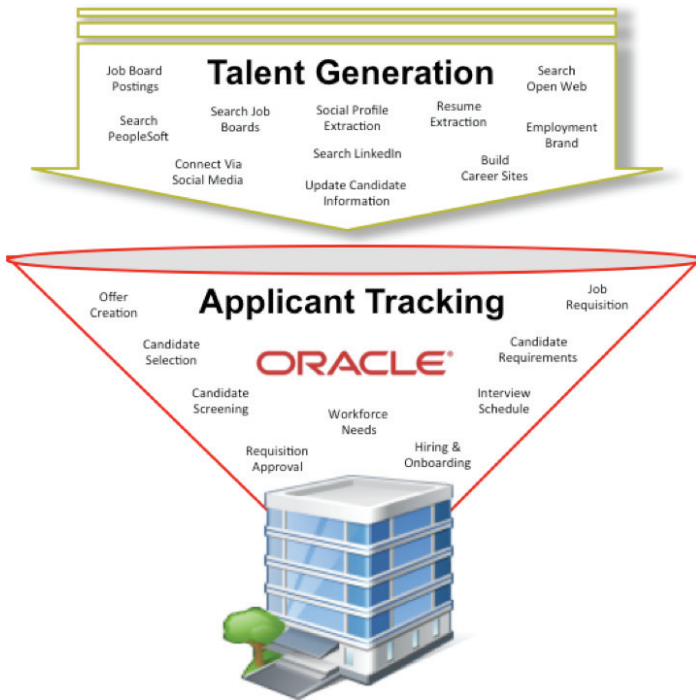 Talent Generation
Job Board
Postings
Search
Open Web
Search
PeopleSoft
Search Job
Boards
Social Profile
Extraction
Resume
Extraction
Employment
Brand
Connect Via
Social Media
Search LinkedIn
Build
Career Sites
Update Candidate
Information
Applicant Tracking
Offer
Creation
Job
Requisition
Candidate
Selection
ORACLE®
Candidate
Requirements
Candidate
Screening
Workforce
Needs
Interview
Schedule
Requisition
Approval
Hiring &
Onboarding